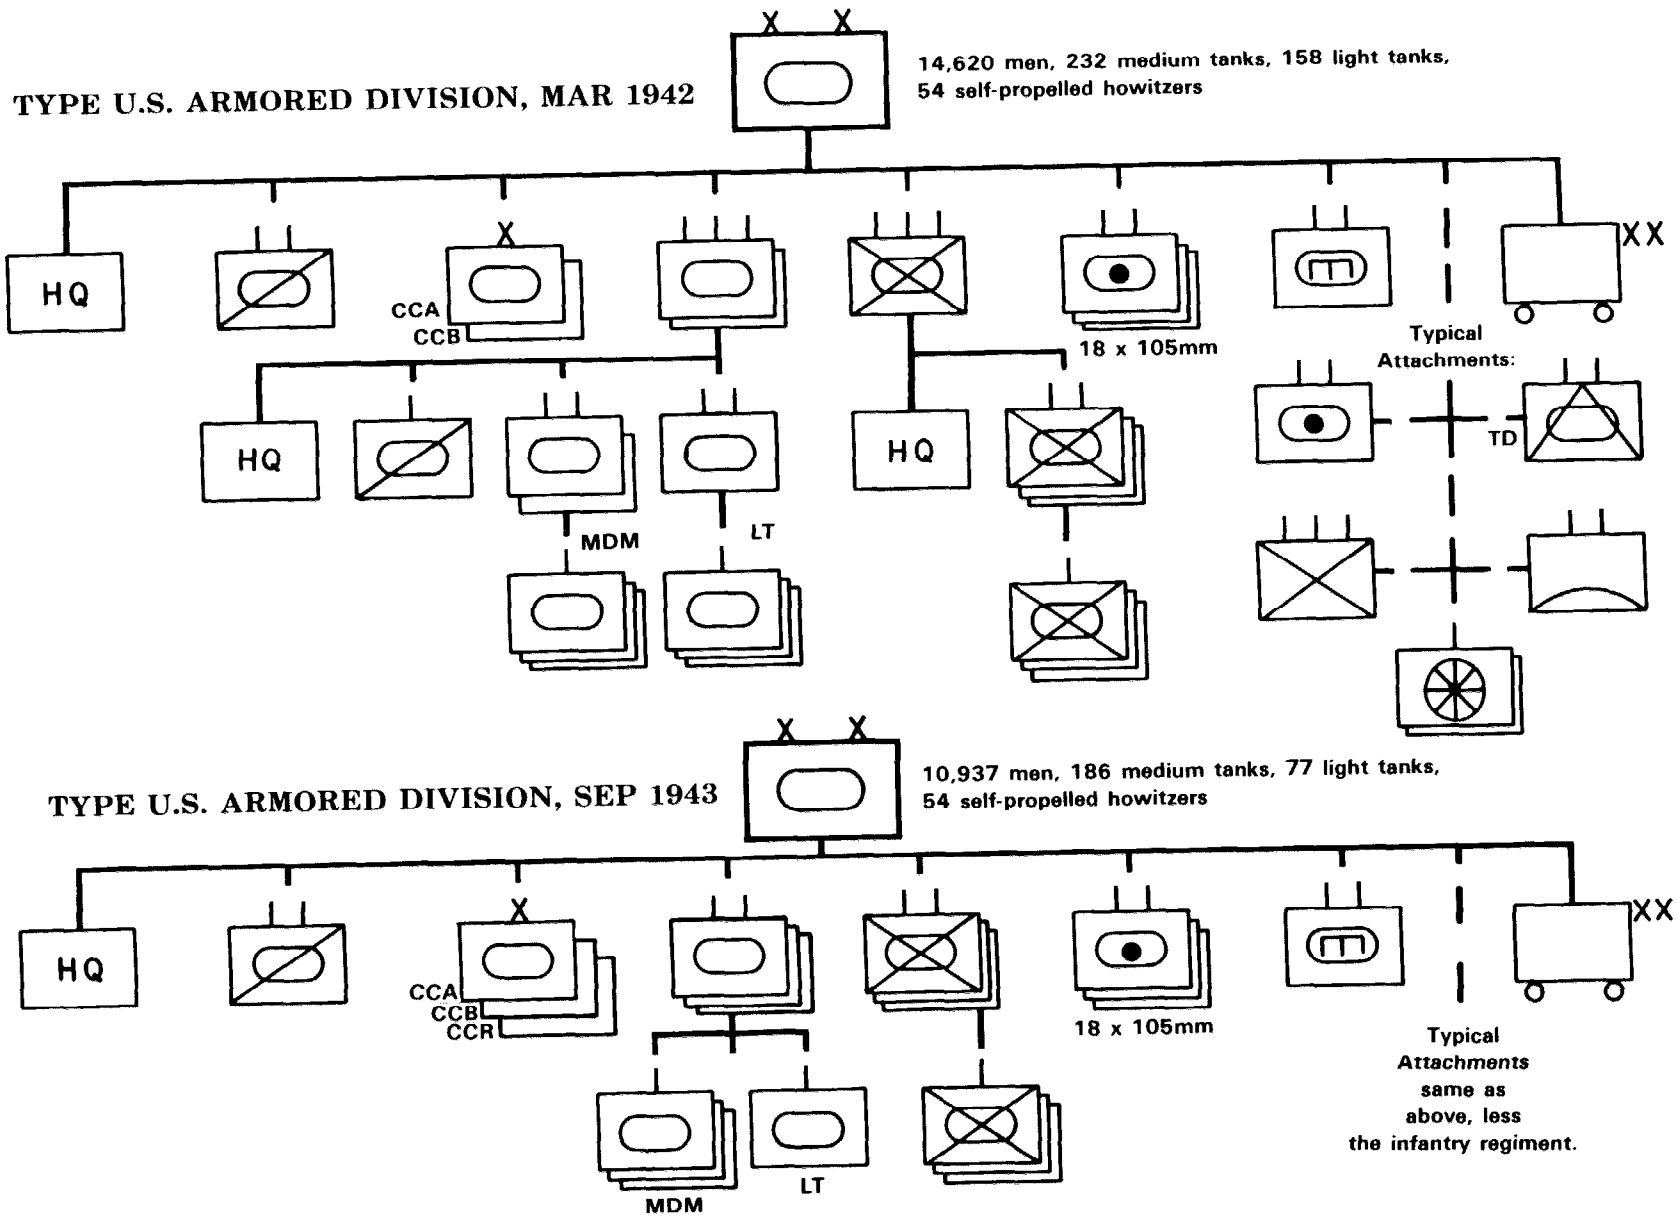 TYPE U.S. ARMORED DIVISION, MAR 1942
14,620 men, 232 medium tanks, 158 light tanks,
54 self-propelled howitzers
X X
HQ
X
CCA
CCB
18 x 105mm
XX
Typical
Attachments:
HQ
MDM
LT
HQ
TD
TYPE U.S. ARMORED DIVISION, SEP 1943
X X
10,937 men, 186 medium tanks, 77 light tanks,
54 self-propelled howitzers
HQ
X
CCA
CCB
CCR
18 x 105mm
XX
MDM
LT
Typical
Attachments
same as
above, less
the infantry regiment.